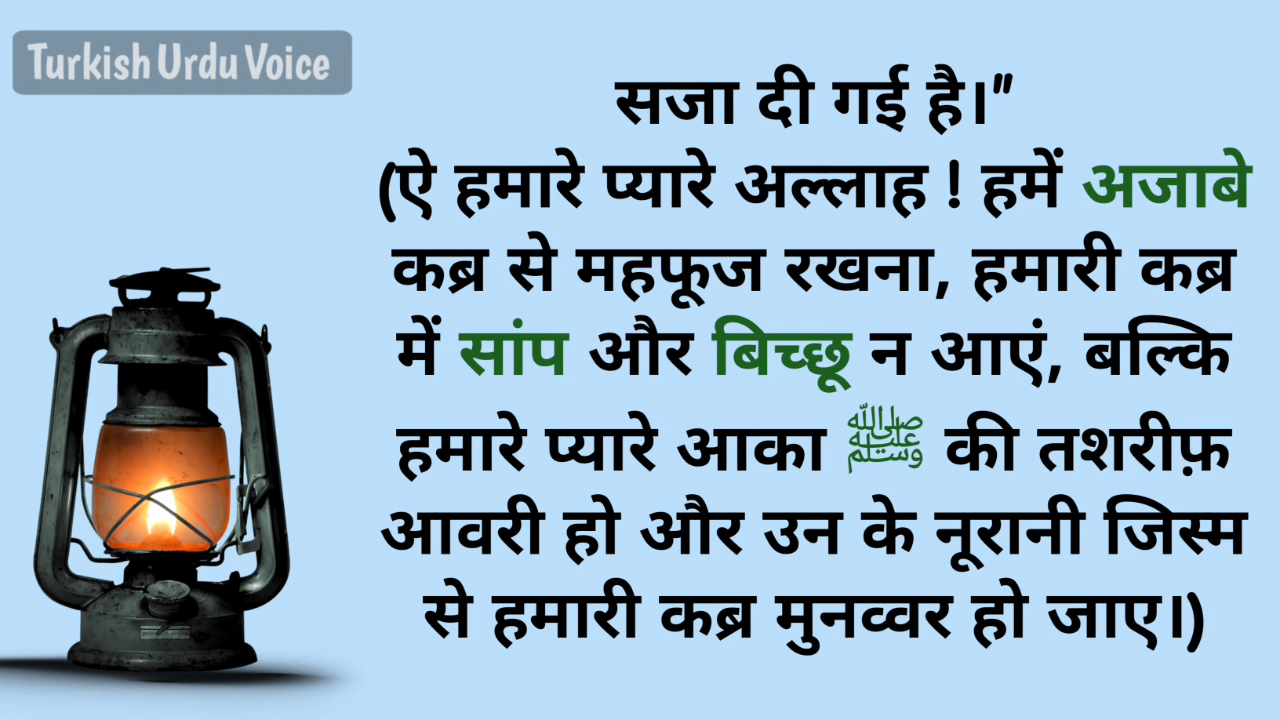 Turkish Urdu Voice
सजा दी गई है।"
(ऐ हमारे प्यारे अल्लाह ! हमें अजाबे
कब्र से महफूज रखना, हमारी कब्र
में सांप और बिच्छू न आएं, बल्कि
हमारे प्यारे आका ﷺ की तशरीफ़
आवरी हो और उन के नूरानी जिस्म
से हमारी कब्र मुनव्वर हो जाए।)